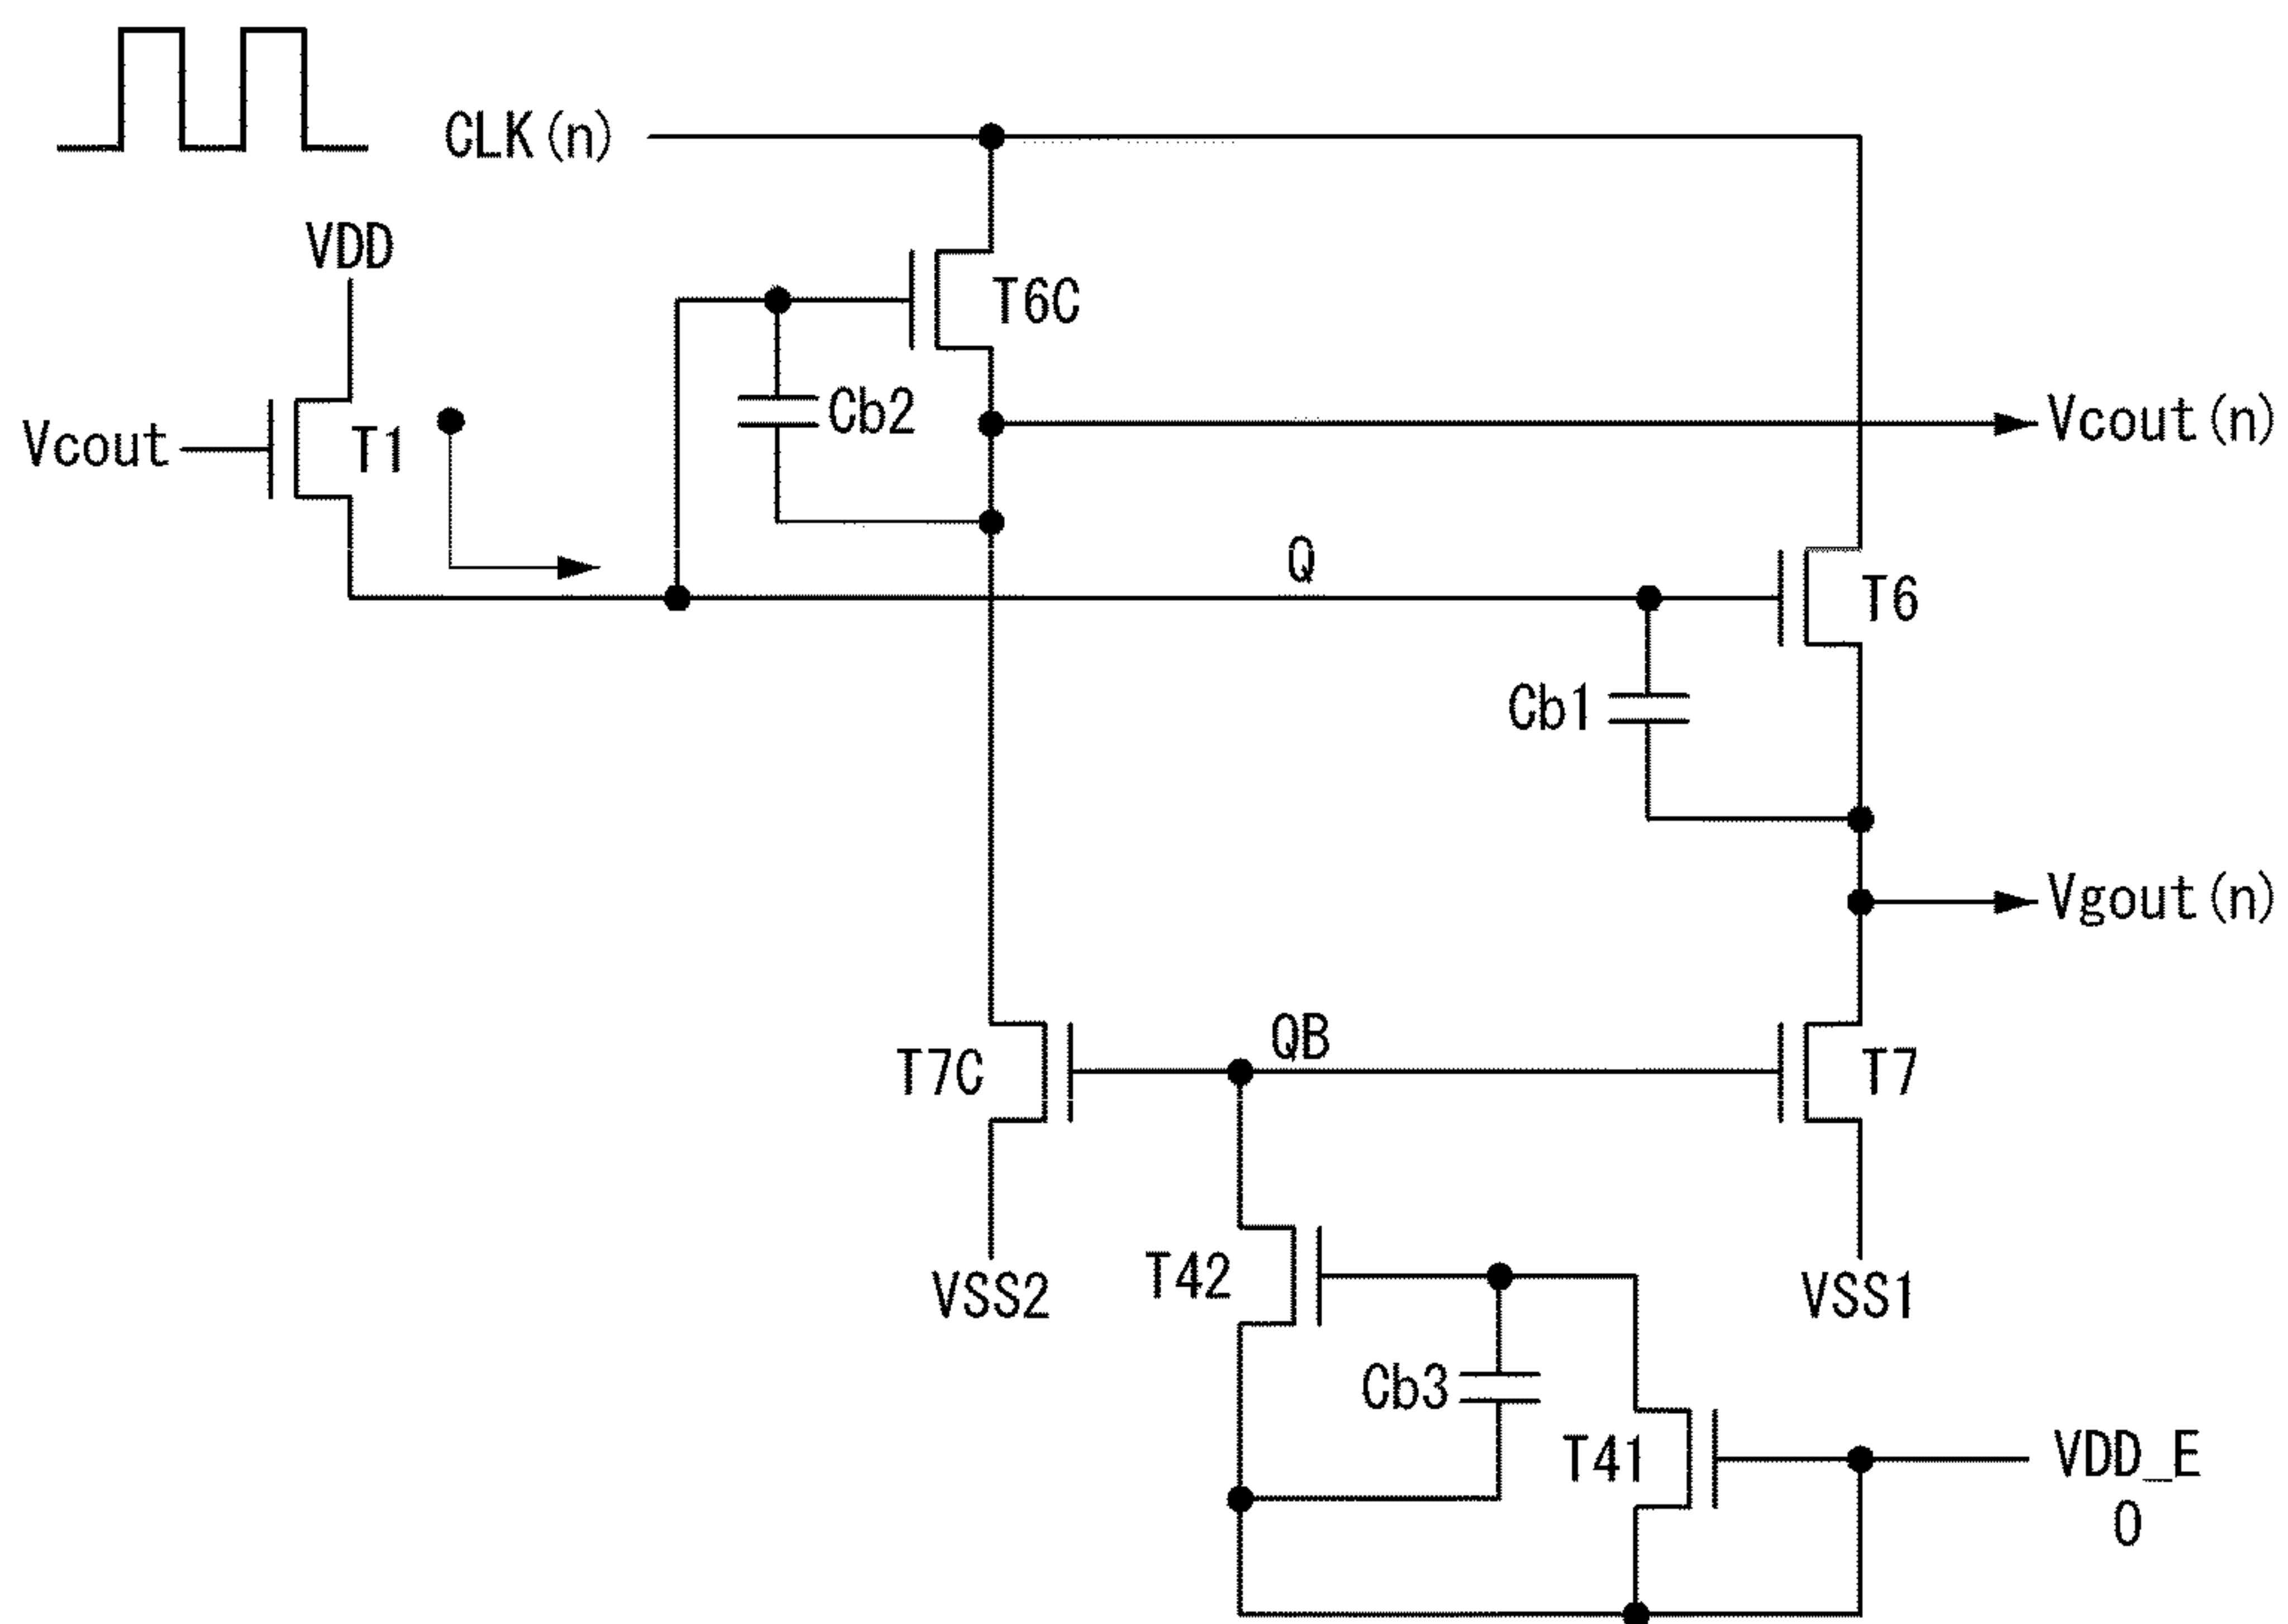 CLK(n)
VDD
T6C
Vcout
T1
Cb2
Vcout(n)
Q
T6
Cb1
Vgout(n)
QB
T7C
T7
T42
VSS2
VSS1
Cb3
T41
VDD_E
O